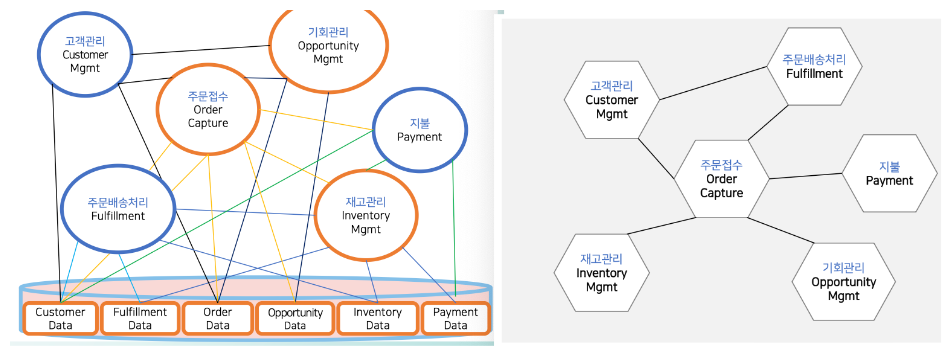 고객관리
Customer
Mgmt
기회관리
Opportunity
Mgmt
주문접수
Order
Capture
지불
Payment
주문배송처리
Fulfillment
재고관리
Inventory
Mgmt
Customer
Data
Fulfillment
Data
Order
Data
Opportunity
Data
Inventory
Data
Payment
Data
고객관리
Customer
Mgmt
주문배송처리
Fulfillment
주문접수
Order
Capture
지불
Payment
재고관리
Inventory
Mgmt
기회관리
Opportunity
Mgmt